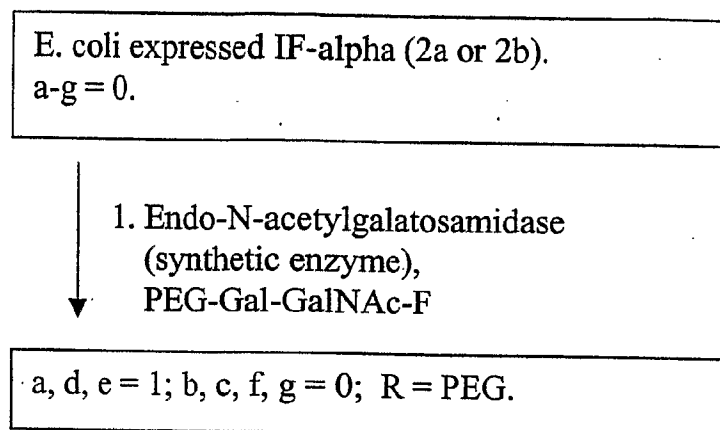 E. coli expressed IF-alpha (2a or 2b).
a-g = 0.
1. Endo-N-acetylgalatosamidase
(synthetic enzyme),
PEG-Gal-GalNAc-F
a, d, e = 1; b, c, f, g = 0; R = PEG.